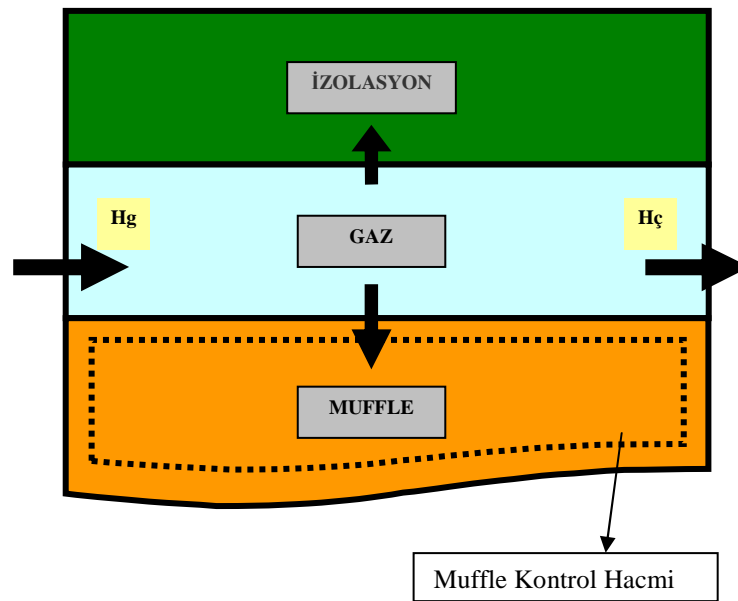 İZOLASYON
Hg
Hç
GAZ
MUFFLE
Muffle Kontrol Hacmi